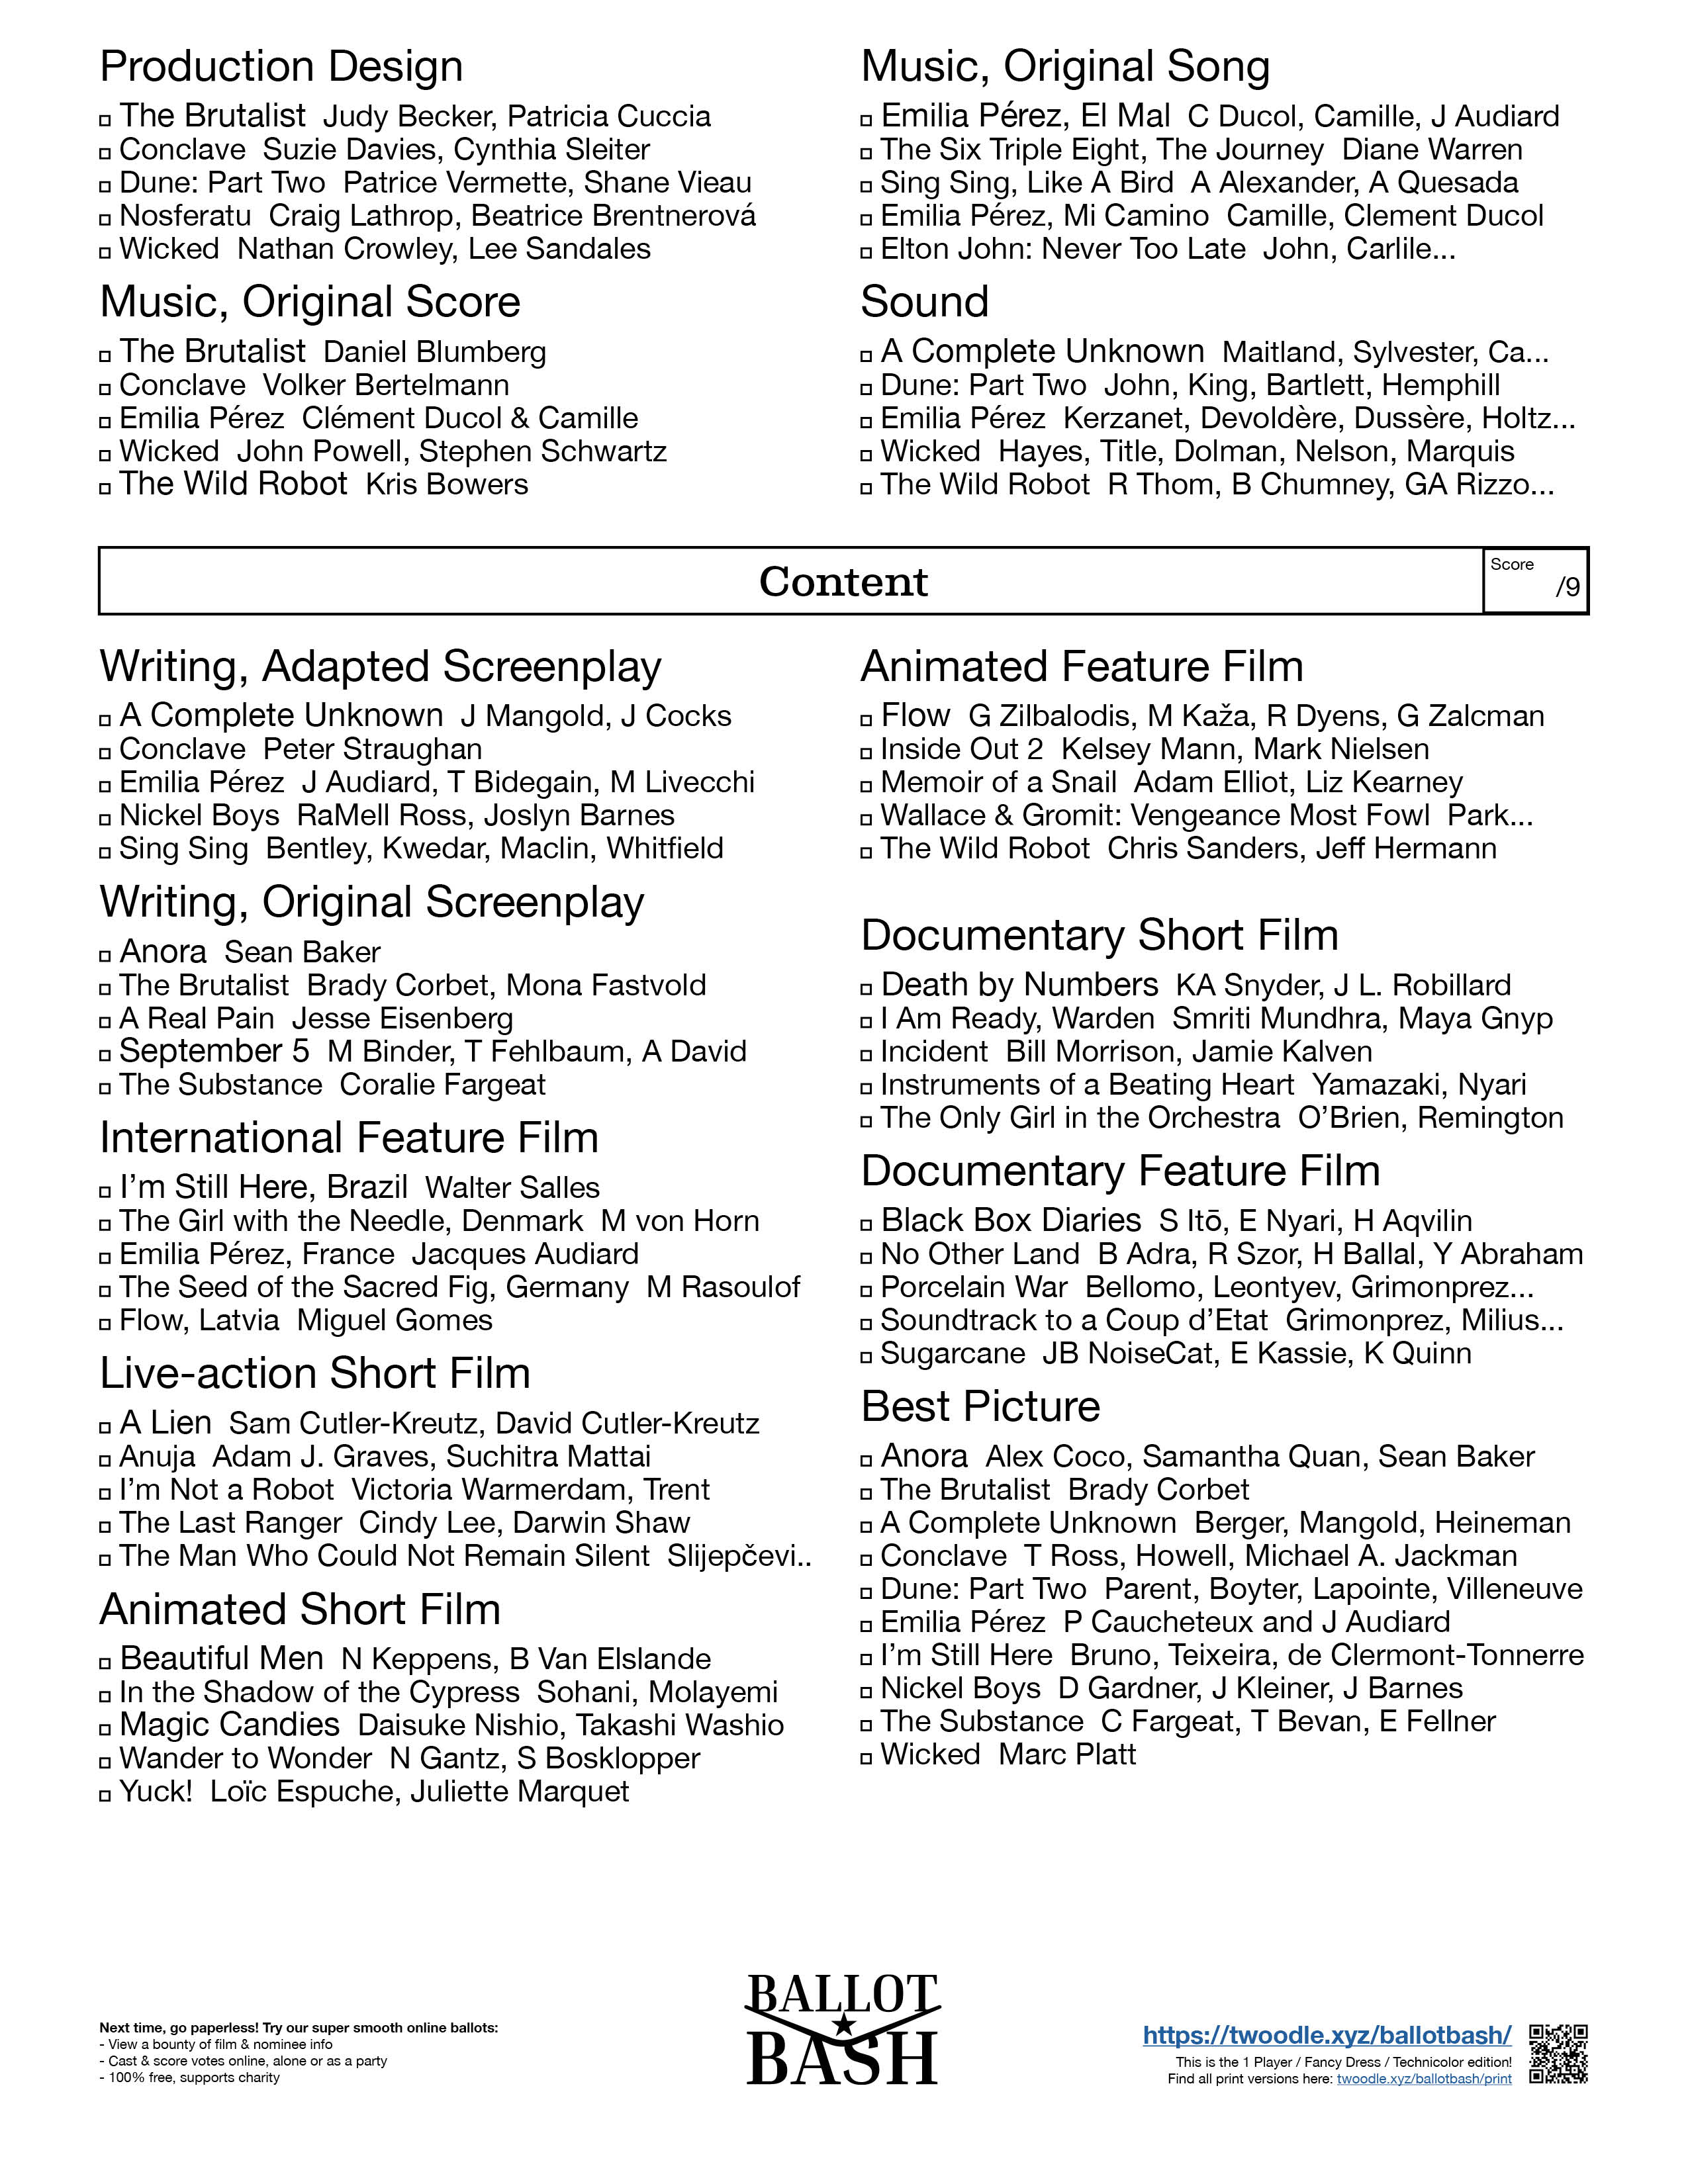 Production Design
The Brutalist Judy Becker, Patricia Cuccia
Conclave Suzie Davies, Cynthia Sleiter
Dune: Part Two Patrice Vermette, Shane Vieau
Nosferatu Craig Lathrop, Beatrice Brentnerová
Wicked Nathan Crowley, Lee Sandales
Music, Original Score
The Brutalist Daniel Blumberg
Conclave Volker Bertelmann
Emilia Pérez Clément Ducol & Camille
Wicked John Powell, Stephen Schwartz
The Wild Robot Kris Bowers
Music, Original Song
Emilia Pérez, El Mal C Ducol, Camille, J Audiard
The Six Triple Eight, The Journey Diane Warren
Sing Sing, Like A Bird A Alexander, A Quesada
Emilia Pérez, Mi Camino Camille, Clement Ducol
Elton John: Never Too Late John, Carlile...
Sound
A Complete Unknown Maitland, Sylvester, Ca...
Dune: Part Two John, King, Bartlett, Hemphill
Emilia Pérez Kerzanet, Devoldère, Dussère, Holtz...
Wicked Hayes, Title, Dolman, Nelson, Marquis
The Wild Robot R Thom, B Chumney, GA Rizzo...
Content
Score
/9
Writing, Adapted Screenplay
A Complete Unknown J Mangold, J Cocks
Conclave Peter Straughan
Emilia Pérez J Audiard, T Bidegain, M Livecchi
Nickel Boys RaMell Ross, Joslyn Barnes
Sing Sing Bentley, Kwedar, Maclin, Whitfield
Writing, Original Screenplay
Anora Sean Baker
The Brutalist Brady Corbet, Mona Fastvold
A Real Pain Jesse Eisenberg
September 5 M Binder, T Fehlbaum, A David
The Substance Coralie Fargeat
International Feature Film
I’m Still Here, Brazil Walter Salles
The Girl with the Needle, Denmark M von Horn
Emilia Pérez, France Jacques Audiard
The Seed of the Sacred Fig, Germany M Rasoulof
Flow, Latvia Miguel Gomes
Live-action Short Film
A Lien Sam Cutler-Kreutz, David Cutler-Kreutz
Anuja Adam J. Graves, Suchitra Mattai
I’m Not a Robot Victoria Warmerdam, Trent
The Last Ranger Cindy Lee, Darwin Shaw
The Man Who Could Not Remain Silent Slijepčevi..
Animated Short Film
Beautiful Men N Keppens, B Van Elslande
In the Shadow of the Cypress Sohani, Molayemi
Magic Candies Daisuke Nishio, Takashi Washio
Wander to Wonder N Gantz, S Bosklopper
Yuck! Loïc Espuche, Juliette Marquet
Animated Feature Film
Flow G Zilbalodis, M Kaža, R Dyens, G Zalcman
Inside Out 2 Kelsey Mann, Mark Nielsen
Memoir of a Snail Adam Elliot, Liz Kearney
Wallace & Gromit: Vengeance Most Fowl Park...
The Wild Robot Chris Sanders, Jeff Hermann
Documentary Short Film
Death by Numbers KA Snyder, J L. Robillard
I Am Ready, Warden Smriti Mundhra, Maya Gnyp
Incident Bill Morrison, Jamie Kalven
Instruments of a Beating Heart Yamazaki, Nyari
The Only Girl in the Orchestra O’Brien, Remington
Documentary Feature Film
Black Box Diaries S Itō, E Nyari, H Aqvilin
No Other Land B Adra, R Szor, H Ballal, Y Abraham
Porcelain War Bellomo, Leontyev, Grimonprez...
Soundtrack to a Coup d’Etat Grimonprez, Milius...
Sugarcane JB NoiseCat, E Kassie, K Quinn
Best Picture
Anora Alex Coco, Samantha Quan, Sean Baker
The Brutalist Brady Corbet
A Complete Unknown Berger, Mangold, Heineman
Conclave T Ross, Howell, Michael A. Jackman
Dune: Part Two Parent, Boyter, Lapointe, Villeneuve
Emilia Pérez P Caucheteux and J Audiard
I’m Still Here Bruno, Teixeira, de Clermont-Tonnerre
Nickel Boys D Gardner, J Kleiner, J Barnes
The Substance C Fargeat, T Bevan, E Fellner
Wicked Marc Platt
Next time, go paperless! Try our super smooth online ballots:
- View a bounty of film & nominee info
- Cast & score votes online, alone or as a party
- 100% free, supports charity
BALLOT
BASH
https://twoodle.xyz/ballotbash/
This is the 1 Player / Fancy Dress / Technicolor edition!
Find all print versions here: twoodle.xyz/ballotbash/print